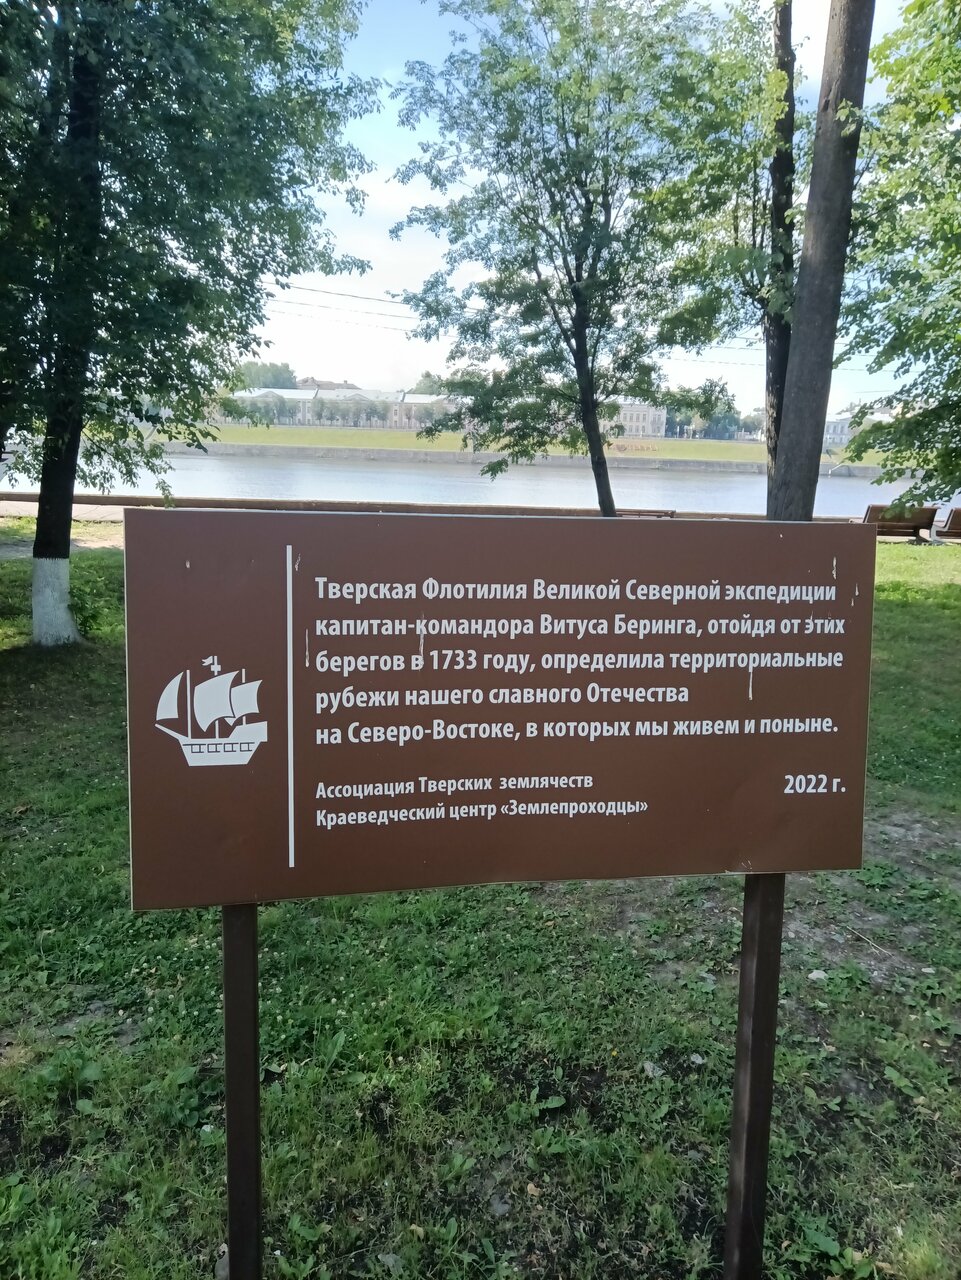 Тверская Флотилия Великой Северной экспедиции
капитан-командора Витуса Беринга, отойдя от этих
берегов в 1733 году, определила территориальные
рубежи нашего славного Отечества
на Северо-Востоке, в которых мы живем и поныне.
Ассоциация Тверских землячеств
Краеведческий центр «Землепроходцы»
2022 г.